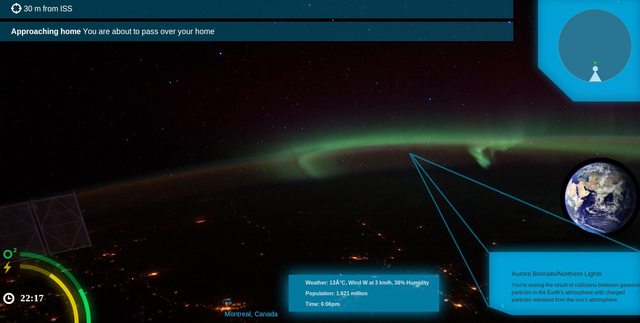 30 m from ISS
Approaching home You are about to pass over your home
Aurora Borealis/Northern Lights
You're seeing the result of collisions between gaseous
particles in the Earth's atmosphere with charged
particles released from the sun's atmosphere.
Weather: 13Â°C, Wind W at 3 km/h, 38% Humidity
Population: 1.621 million
Time: 6:06pm
Montreal, Canada
O²
22:17